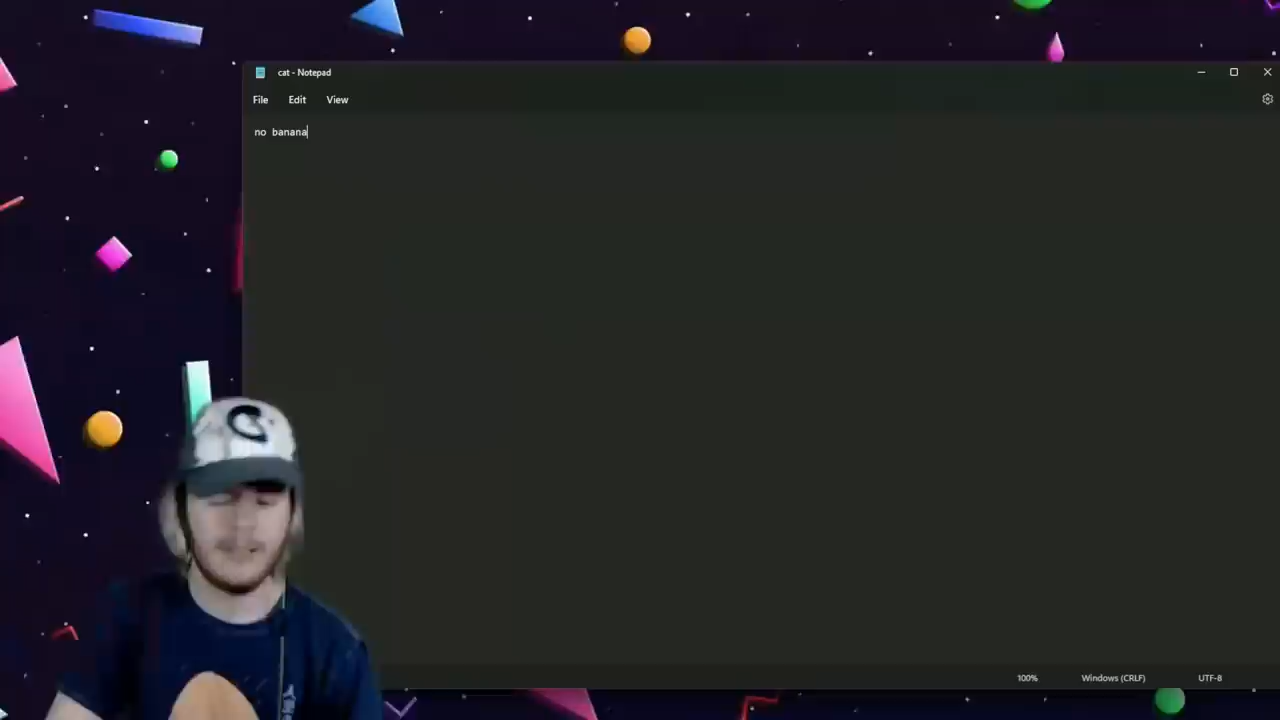 cat - Notepad
File Edit View
no banana
100% Windows (CRLF) UTF-8